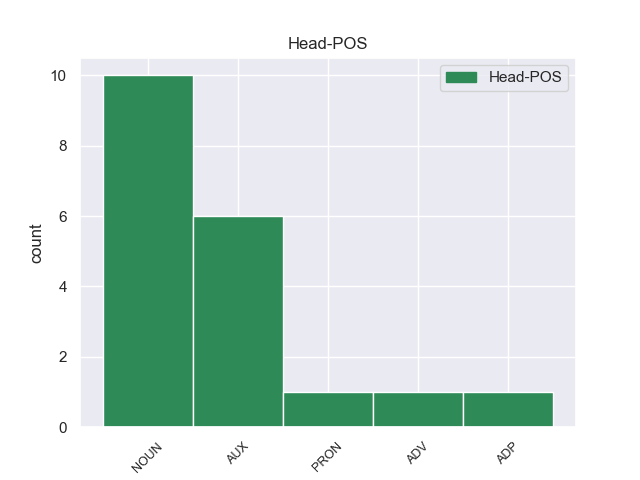 Head-POS
Head-POS
10
8
6
4
2
0
count
NOUN
AUX
PRON
ADV
ADP